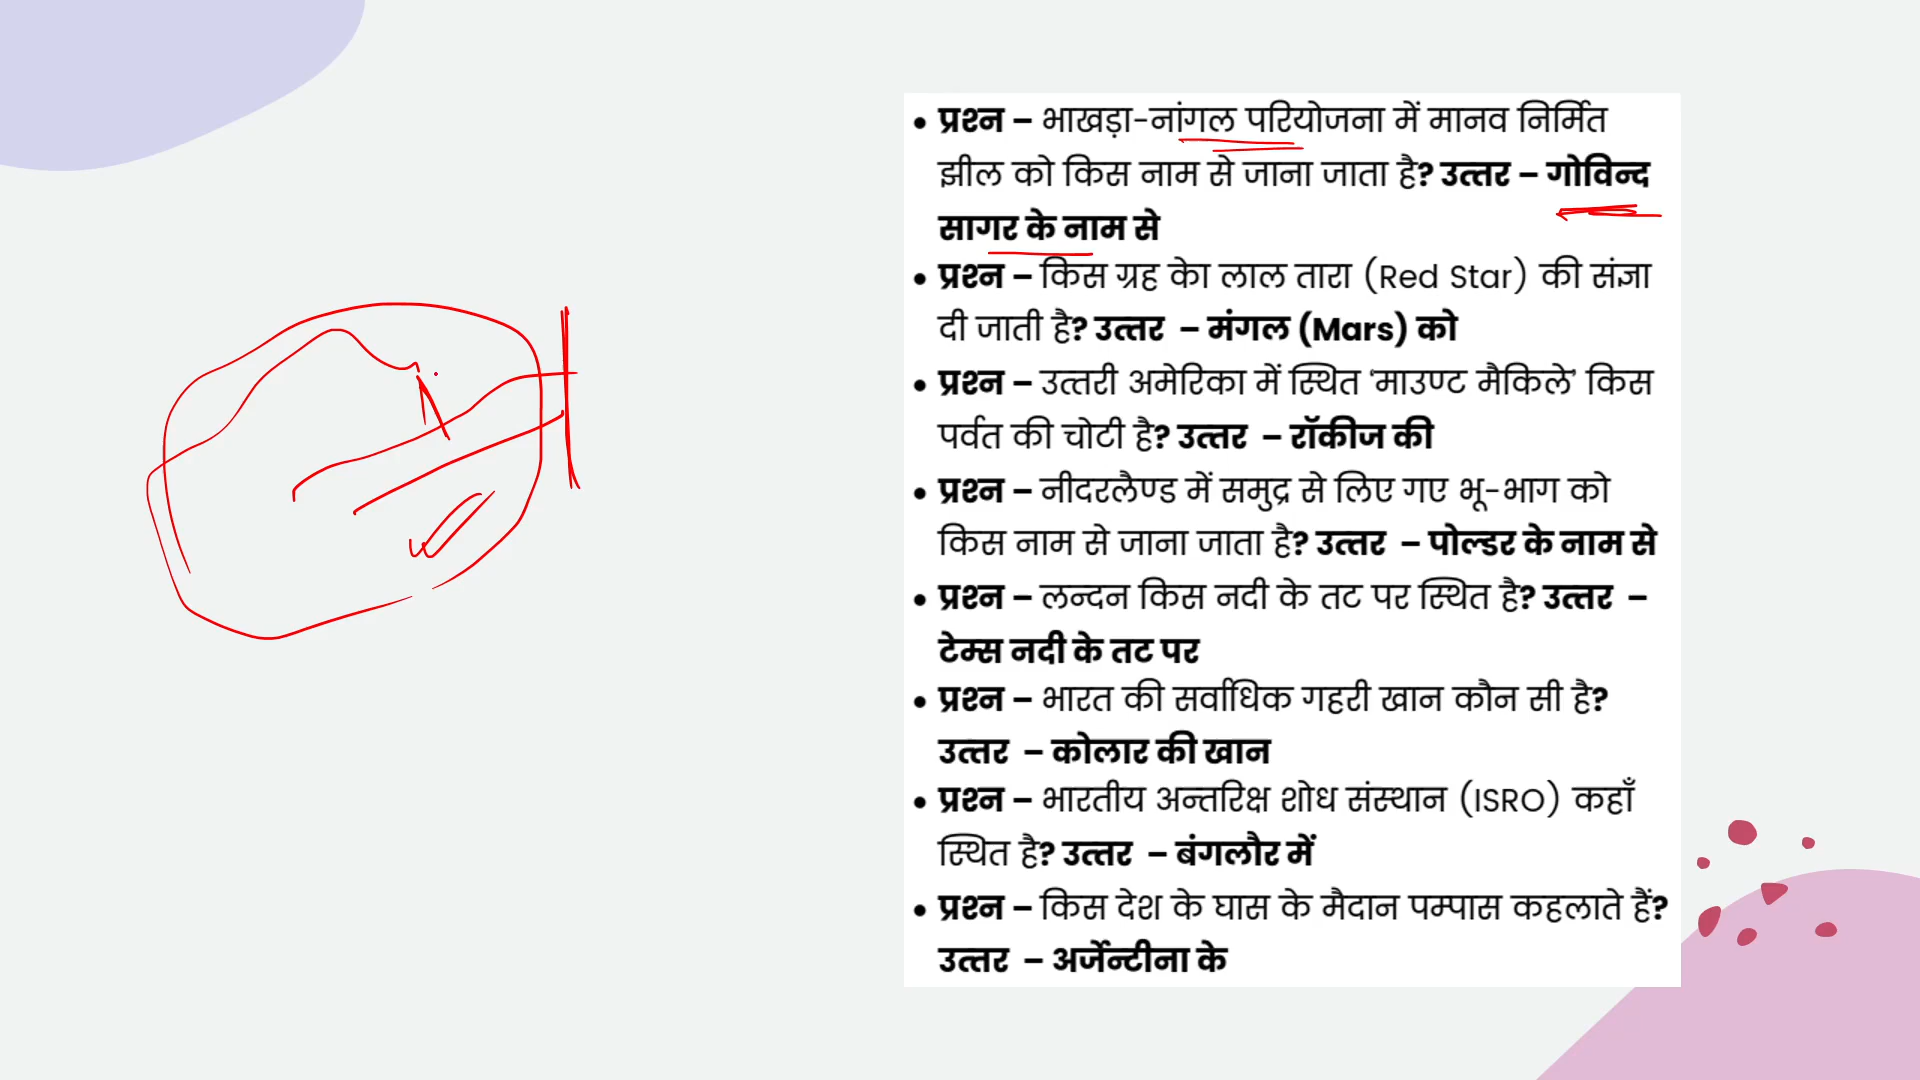 • प्रश्न – भाखड़ा-नांगल परियोजना में मानव निर्मित
झील को किस नाम से जाना जाता है? उत्तर – गोविन्द
सागर के नाम से
• प्रश्न – किस ग्रह केा लाल तारा (Red Star) की संज्ञा
दी जाती है? उत्तर – मंगल (Mars) को
• प्रश्न – उत्तरी अमेरिका में स्थित ‘माउण्ट मैकिले’ किस
पर्वत की चोटी है? उत्तर – रॉकीज की
• प्रश्न – नीदरलैण्ड में समुद्र से लिए गए भू-भाग को
किस नाम से जाना जाता है? उत्तर – पोल्डर के नाम से
• प्रश्न – लन्दन किस नदी के तट पर स्थित है? उत्तर –
टेम्स नदी के तट पर
• प्रश्न – भारत की सर्वाधिक गहरी खान कौन सी है?
उत्तर – कोलार की खान
• प्रश्न – भारतीय अन्तरिक्ष शोध संस्थान (ISRO) कहाँ
स्थित है? उत्तर – बंगलौर में
• प्रश्न – किस देश के घास के मैदान पम्पास कहलाते हैं?
उत्तर – अर्जेन्टीना के